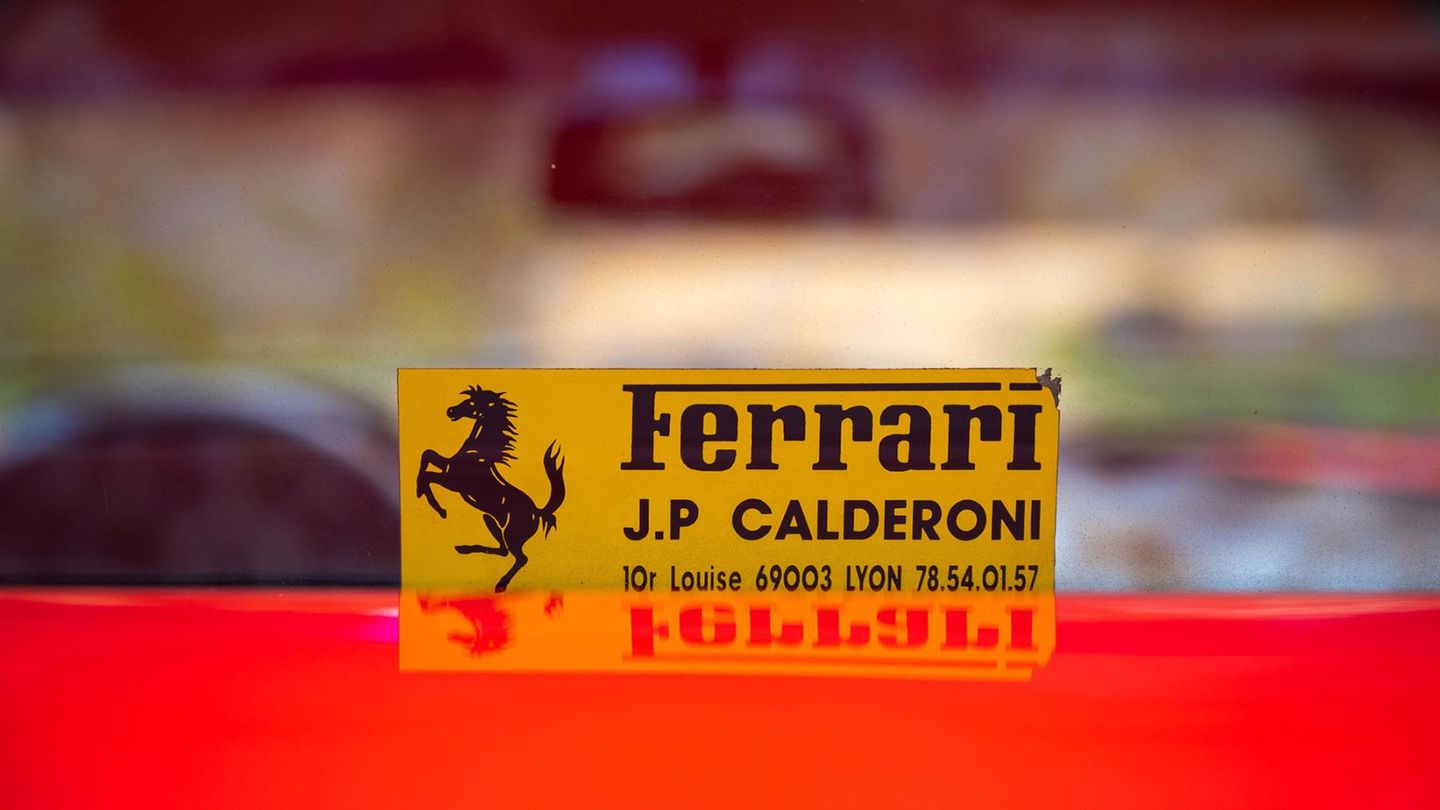 Ferrari
J.P CALDERONI
10r Louise 69003 LYON 78.54.01.57